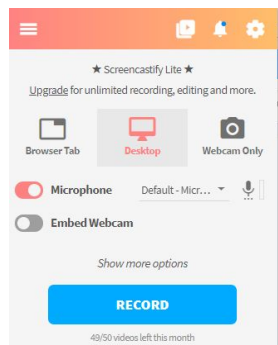 ★ Screencastify Lite ★
Upgrade for unlimited recording, editing and more.
Browser Tab
Desktop
Webcam Only
Microphone
Default - Micr...
Embed Webcam
Show more options
RECORD
49/50 videos left this month